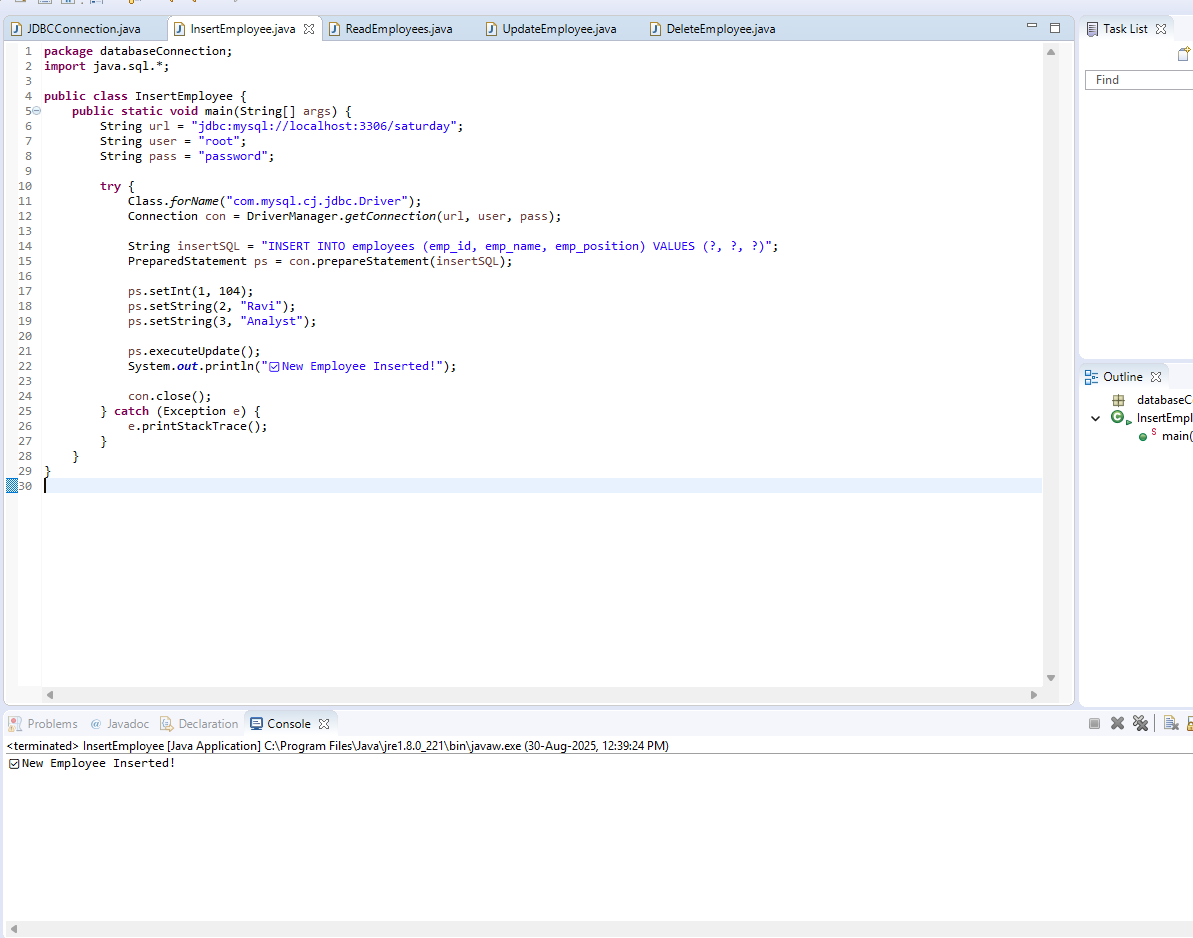 JDBCConnection.java InsertEmployee.java ReadEmployees.java UpdateEmployee.java DeleteEmployee.java
1 package databaseConnection;
2 import java.sql.*;
3
4 public class InsertEmployee {
5 public static void main(String[] args) {
6 String url = "jdbc:mysql://localhost:3306/saturday";
7 String user = "root";
8 String pass = "password";
9
10 try {
11 Class.forName("com.mysql.cj.jdbc.Driver");
12 Connection con = DriverManager.getConnection(url, user, pass);
13
14 String insertSQL = "INSERT INTO employees (emp_id, emp_name, emp_position) VALUES (?, ?, ?)";
15 PreparedStatement ps = con.prepareStatement(insertSQL);
16
17 ps.setInt(1, 104);
18 ps.setString(2, "Ravi");
19 ps.setString(3, "Analyst");
20
21 ps.executeUpdate();
22 System.out.println("☑New Employee Inserted!");
23
24 con.close();
25 } catch (Exception e) {
26 e.printStackTrace();
27 }
28 }
29 }
30
Task List
Find
Outline
databaseC
InsertEmpl
main(
Problems Javadoc Declaration Console
<terminated> InsertEmployee [Java Application] C:\Program Files\Java\jre1.8.0_221\bin\javaw.exe (30-Aug-2025, 12:39:24 PM)
☑New Employee Inserted!